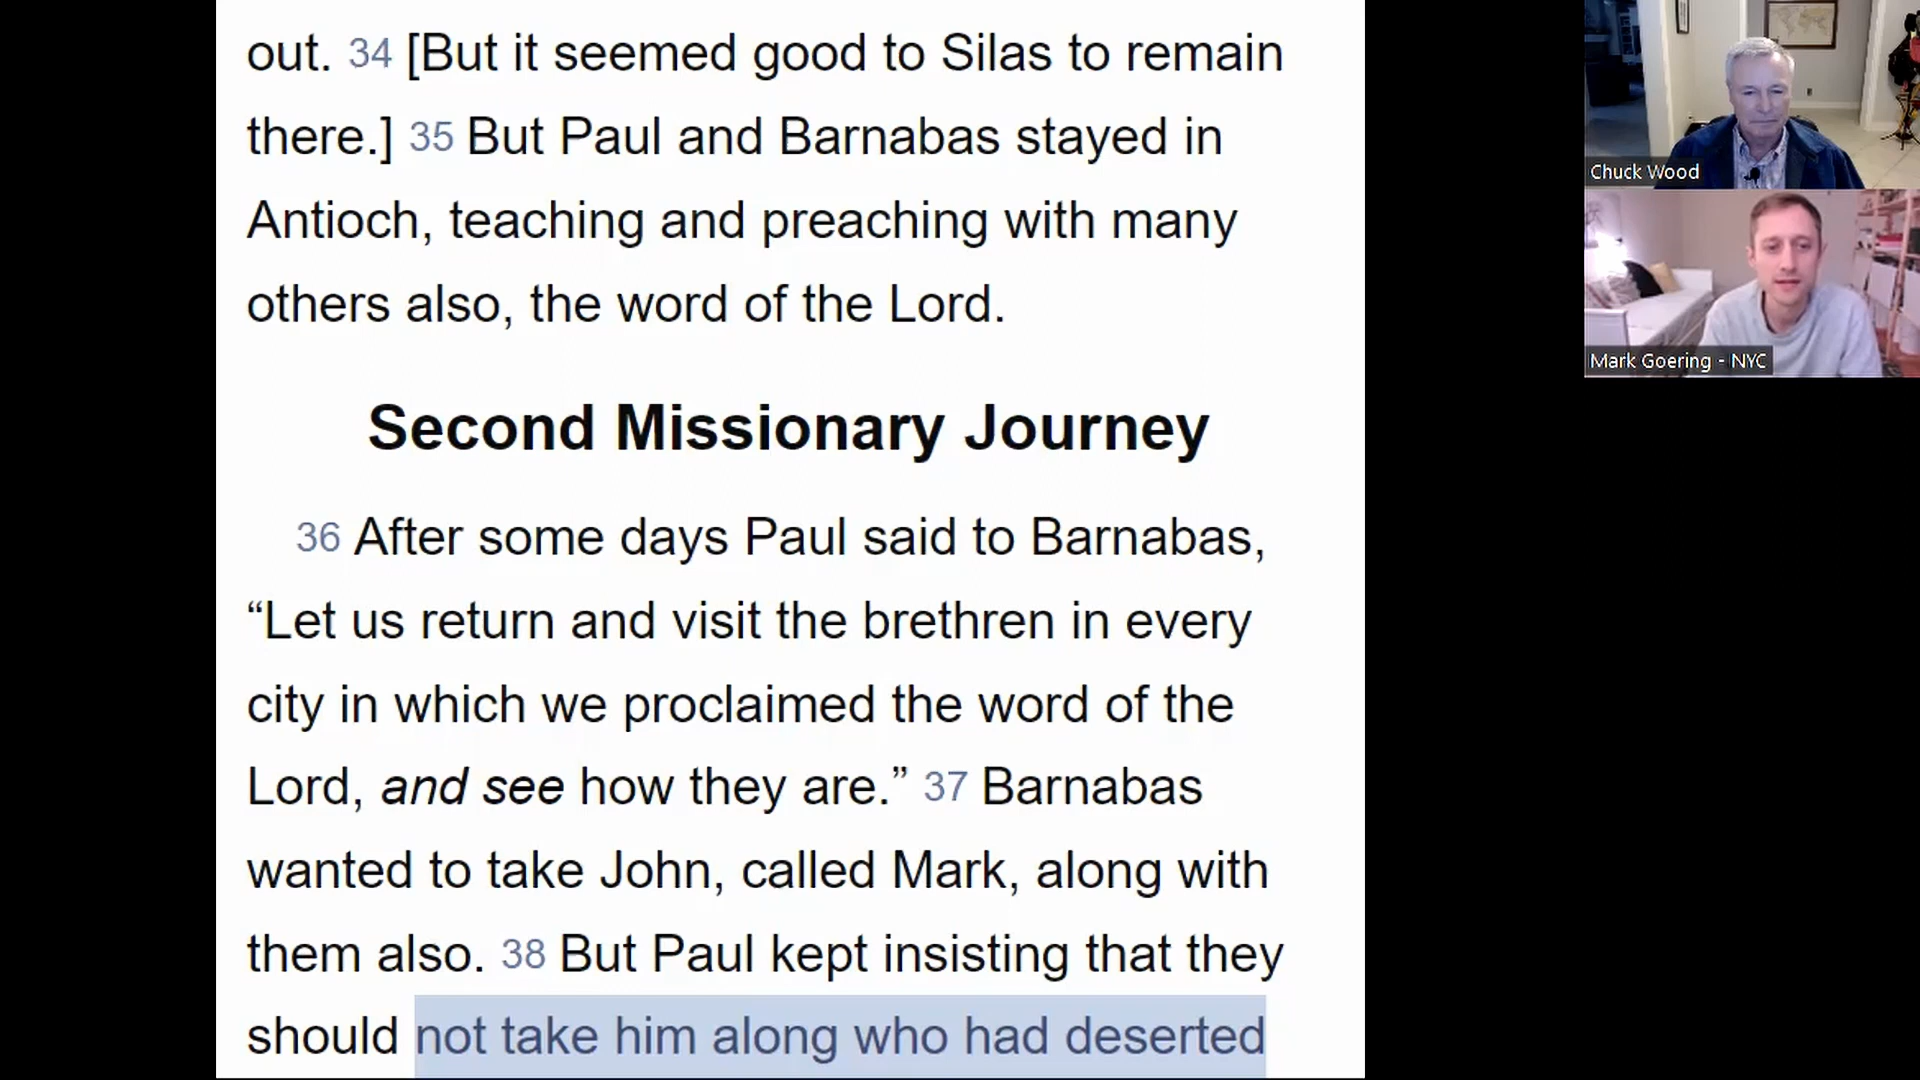 out. 34 [But it seemed good to Silas to remain
there.] 35 But Paul and Barnabas stayed in
Antioch, teaching and preaching with many
others also, the word of the Lord.
Second Missionary Journey
36 After some days Paul said to Barnabas,
“Let us return and visit the brethren in every
city in which we proclaimed the word of the
Lord, and see how they are.” 37 Barnabas
wanted to take John, called Mark, along with
them also. 38 But Paul kept insisting that they
should not take him along who had deserted
Chuck Wood
Mark Goering - NYC